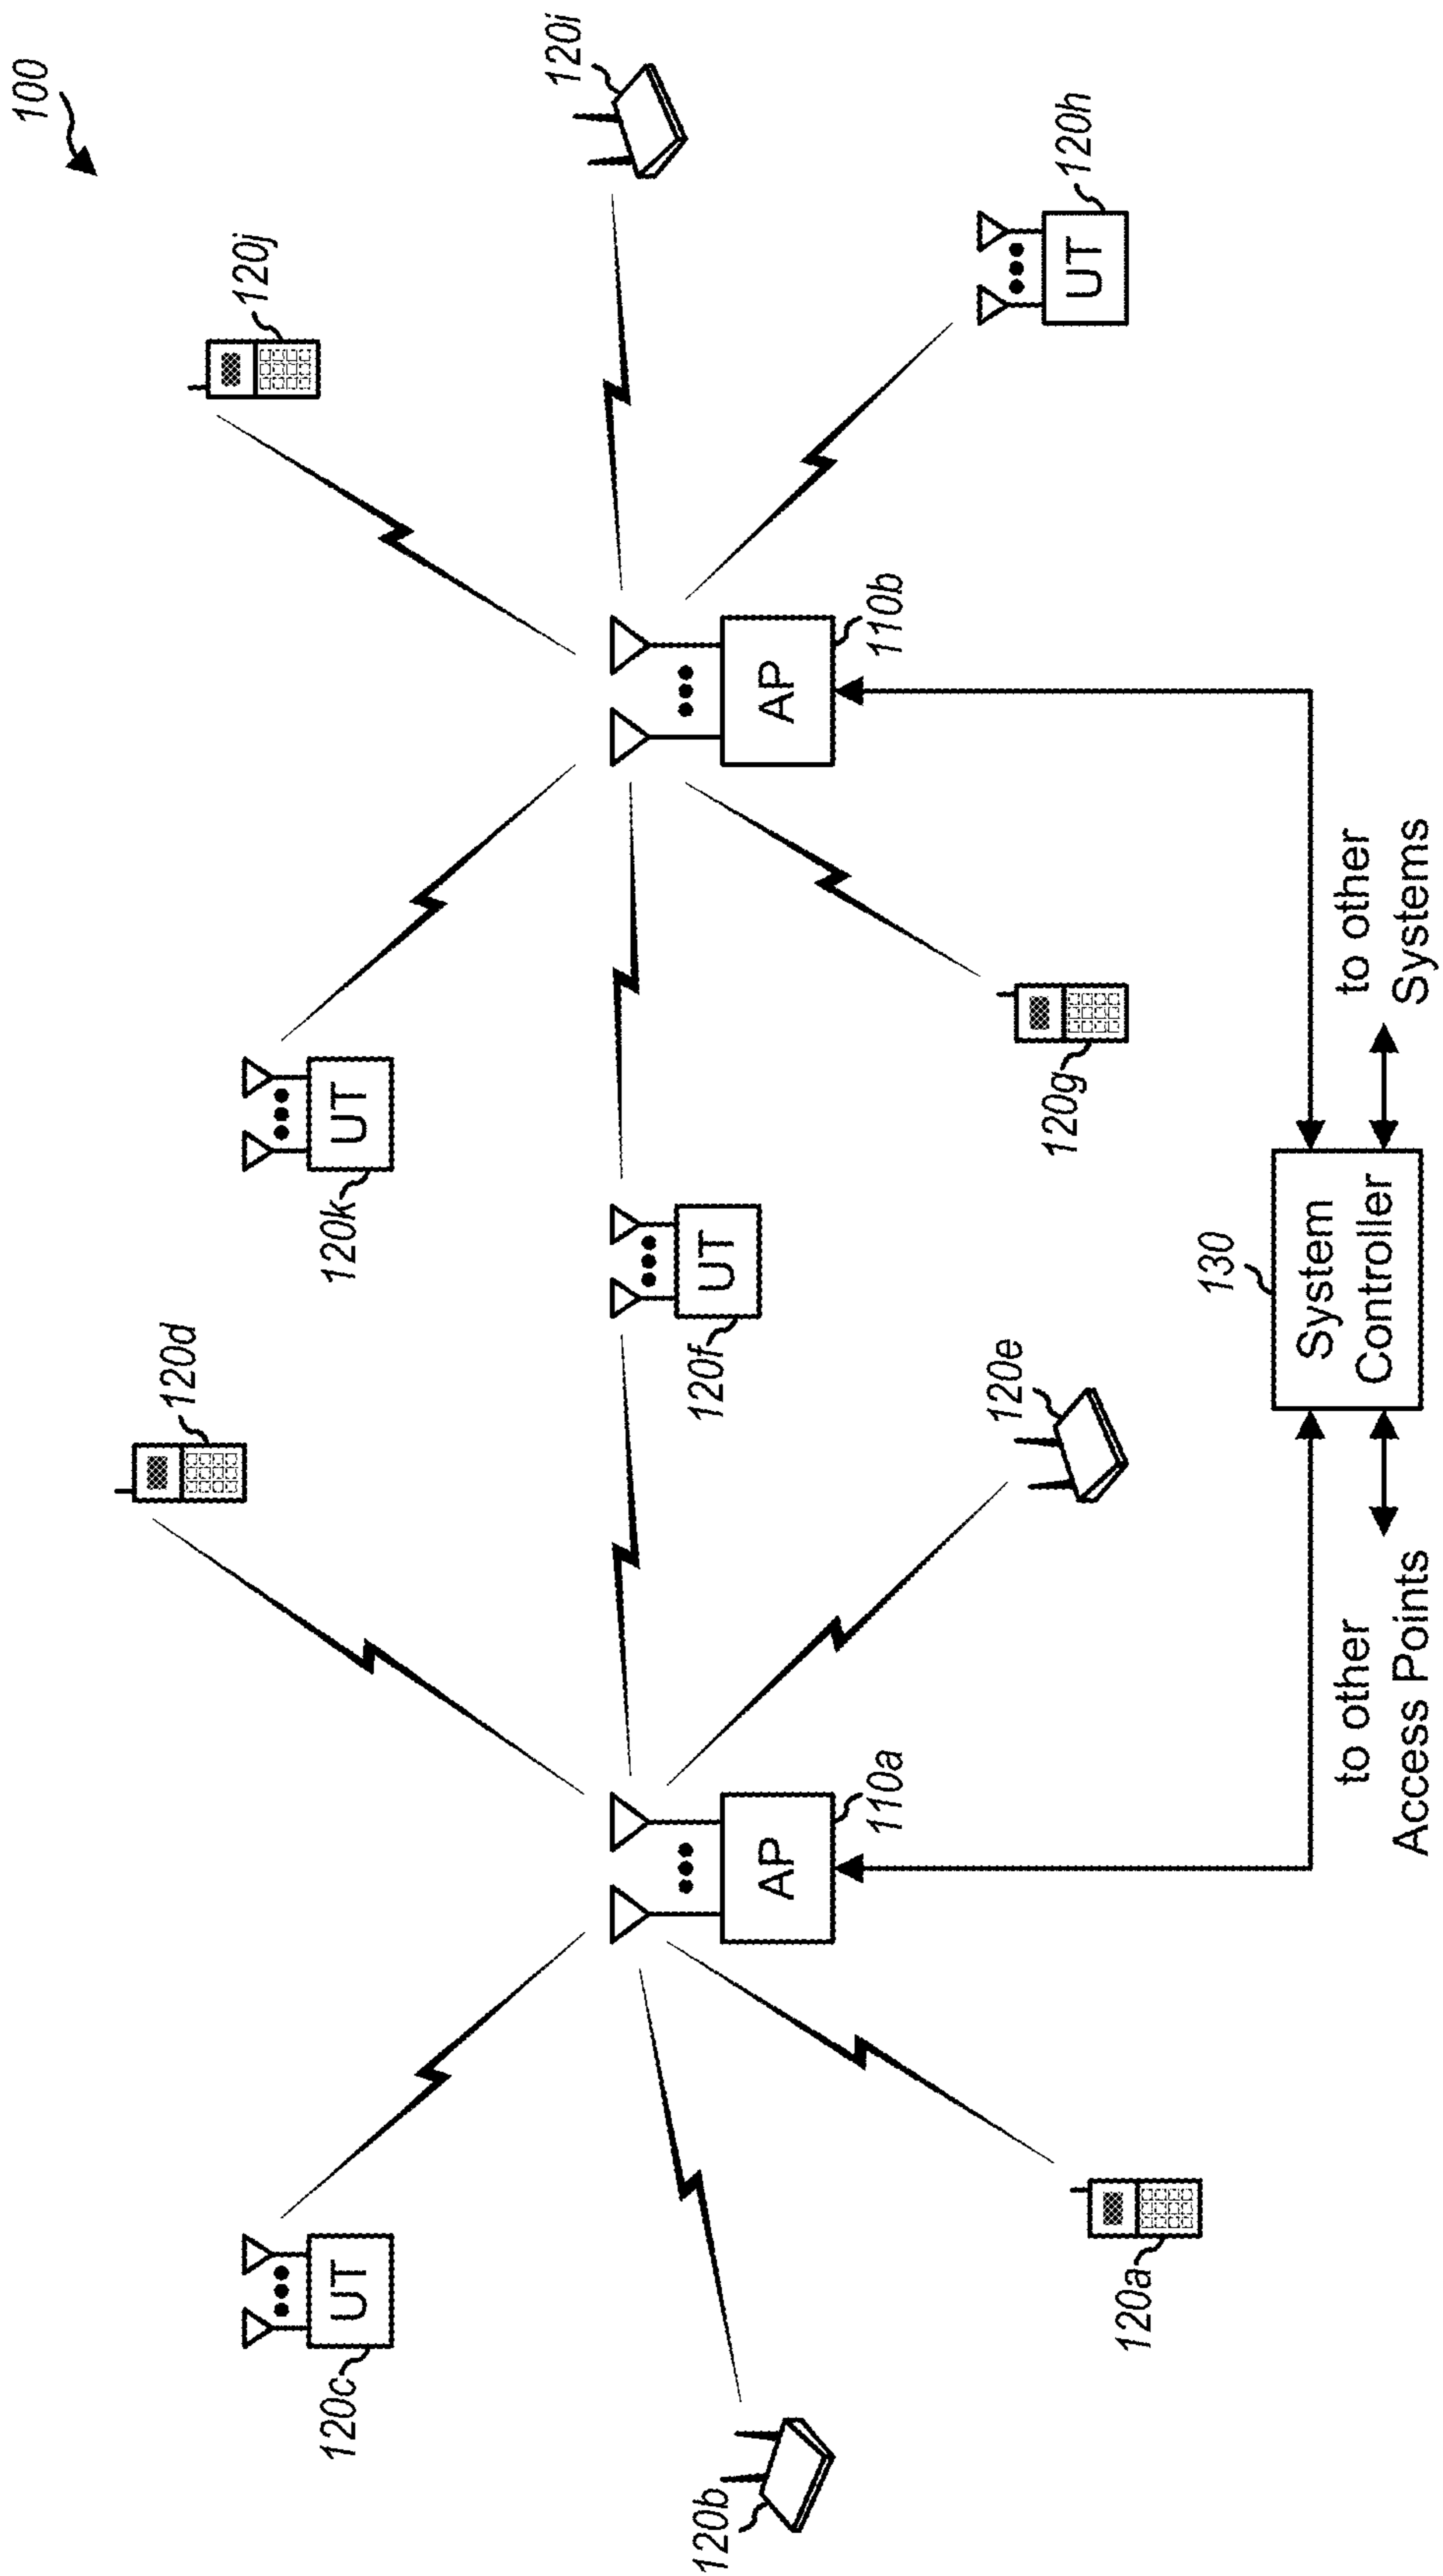 100
120d
120j
120c
UT
120k
UT
120i
120b
120f
UT
AP
110a
AP
110b
120a
120e
120g
UT
120h
130
System
Controller
to other
Access Points
to other
Systems